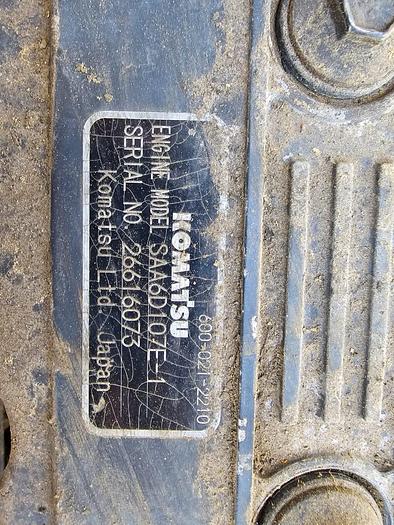 600-021-2210
KOMATSU
ENGINE MODEL SAA6D107E-1
SERIAL NO. 26616073
Komatsu Ltd. Japan